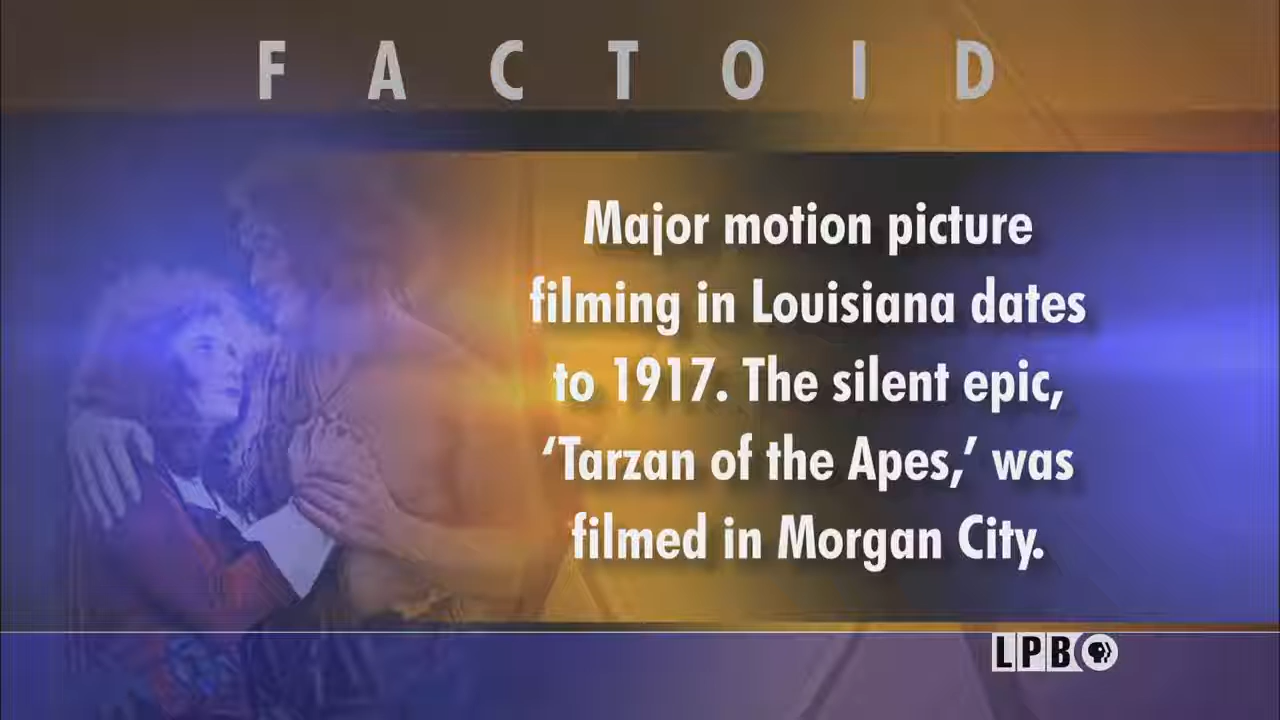 FACTOID
Major motion picture
filming in Louisiana dates
to 1917. The silent epic,
‘Tarzan of the Apes,’ was
filmed in Morgan City.
LPB